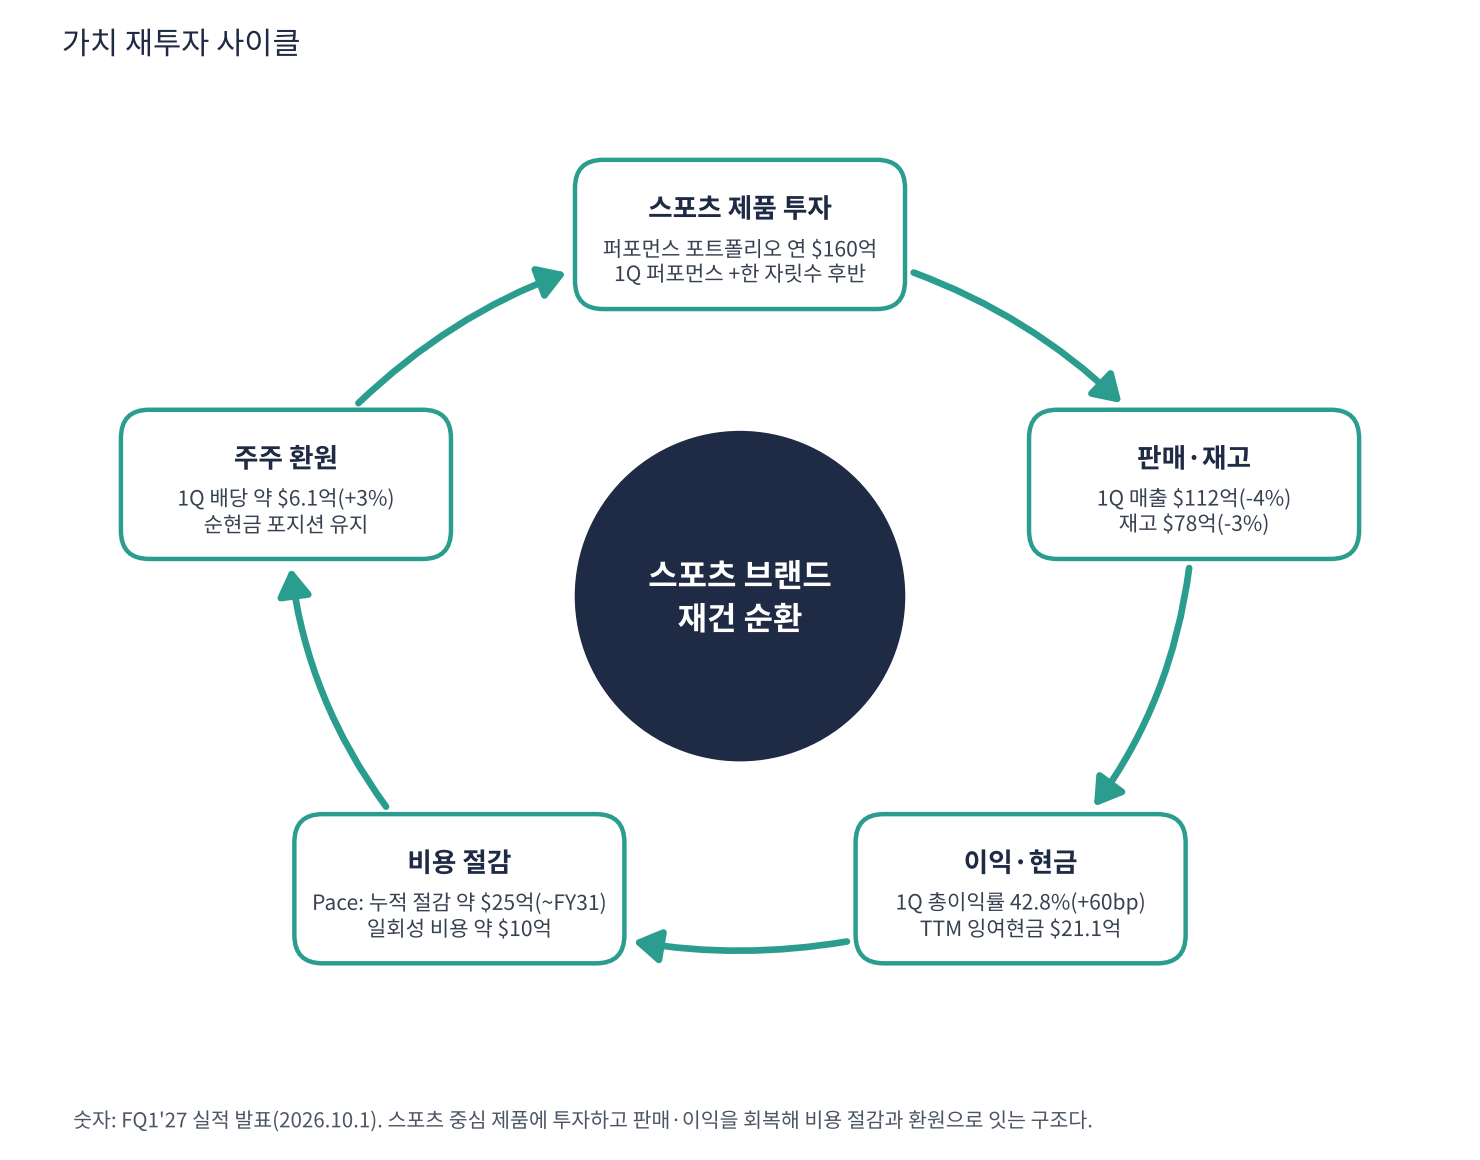 가치 재투자 사이클
스포츠 제품 투자
퍼포먼스 포트폴리오 연 $160억
1Q 퍼포먼스 +한 자릿수 후반
주주 환원
1Q 배당 약 $6.1억(+3%)
순현금 포지션 유지
판매·재고
1Q 매출 $112억(-4%)
재고 $78억(-3%)
스포츠 브랜드
재건 순환
비용 절감
Pace: 누적 절감 약 $25억(~FY31)
일회성 비용 약 $10억
이익·현금
1Q 총이익률 42.8%(+60bp)
TTM 잉여현금 $21.1억
숫자: FQ1'27 실적 발표(2026.10.1). 스포츠 중심 제품에 투자하고 판매·이익을 회복해 비용 절감과 환원으로 잇는 구조다.